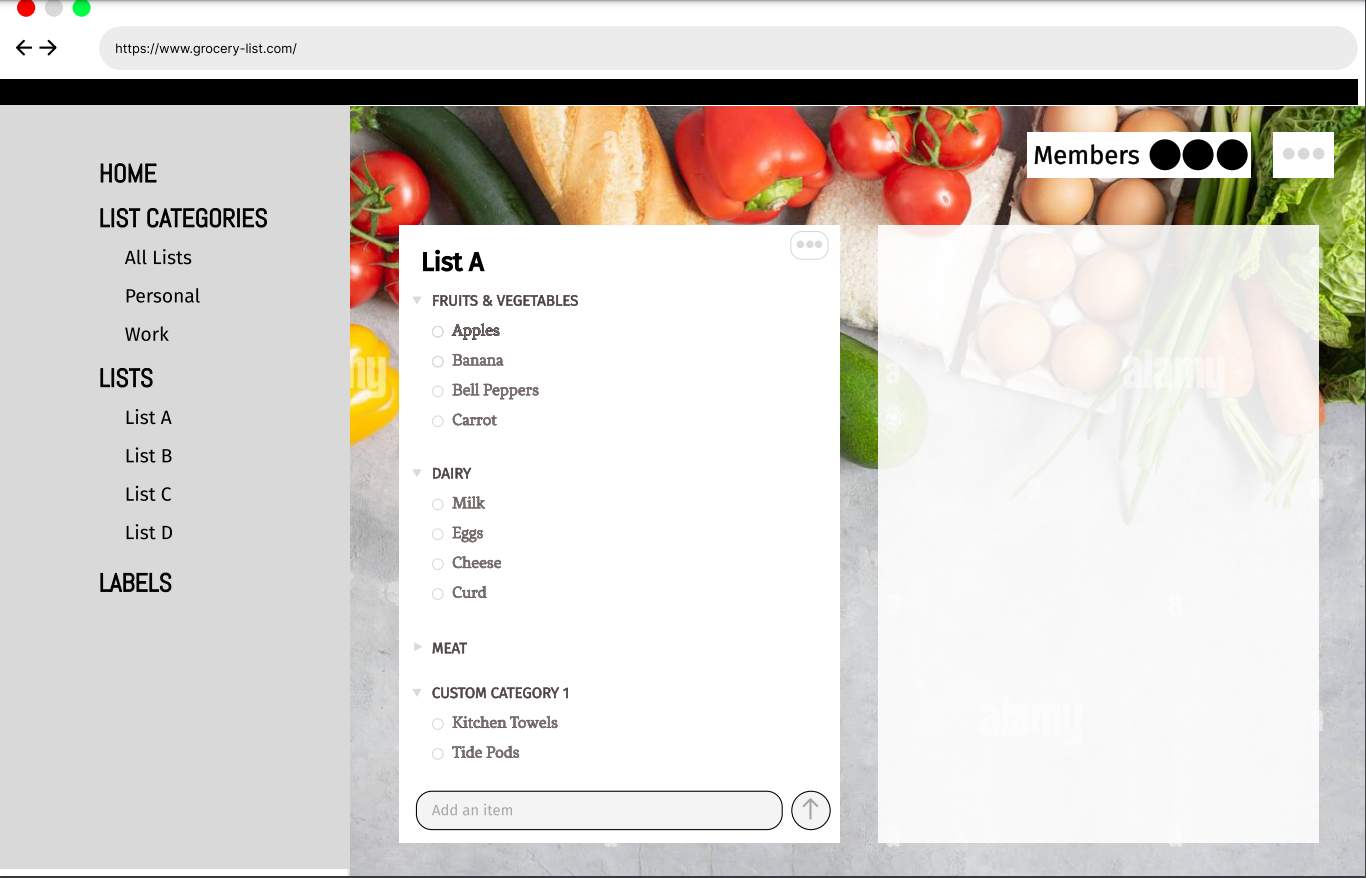 https://www.grocery-list.com/
HOME
LIST CATEGORIES
All Lists
Personal
Work
LISTS
List A
List B
List C
List D
LABELS
Members
List A
FRUITS & VEGETABLES
Apples
Banana
Bell Peppers
Carrot
DAIRY
Milk
Eggs
Cheese
Curd
MEAT
CUSTOM CATEGORY 1
Kitchen Towels
Tide Pods
Add an item
a
my
a
alamy
a
a
a
a
a
a
alamy
a
a
a
a